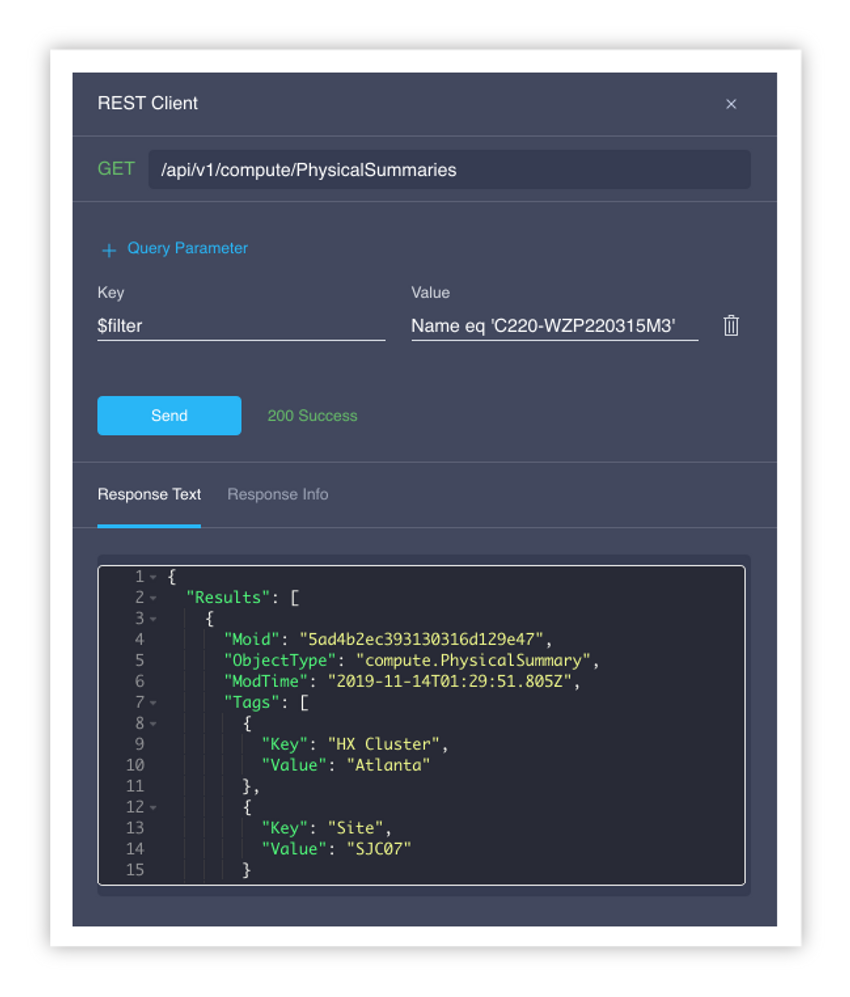 REST Client ×
GET /api/v1/compute/PhysicalSummaries
+ Query Parameter
Key Value
$filter Name eq 'C220-WZP220315M3'
Send 200 Success
Response Text Response Info
1 {
2 "Results": [
3 {
4 "Moid": "5ad4b2ec393130316d129e47",
5 "ObjectType": "compute.PhysicalSummary",
6 "ModTime": "2019-11-14T01:29:51.805Z",
7 "Tags": [
8 {
9 "Key": "HX Cluster",
10 "Value": "Atlanta"
11 },
12 {
13 "Key": "Site",
14 "Value": "SJC07"
15 }